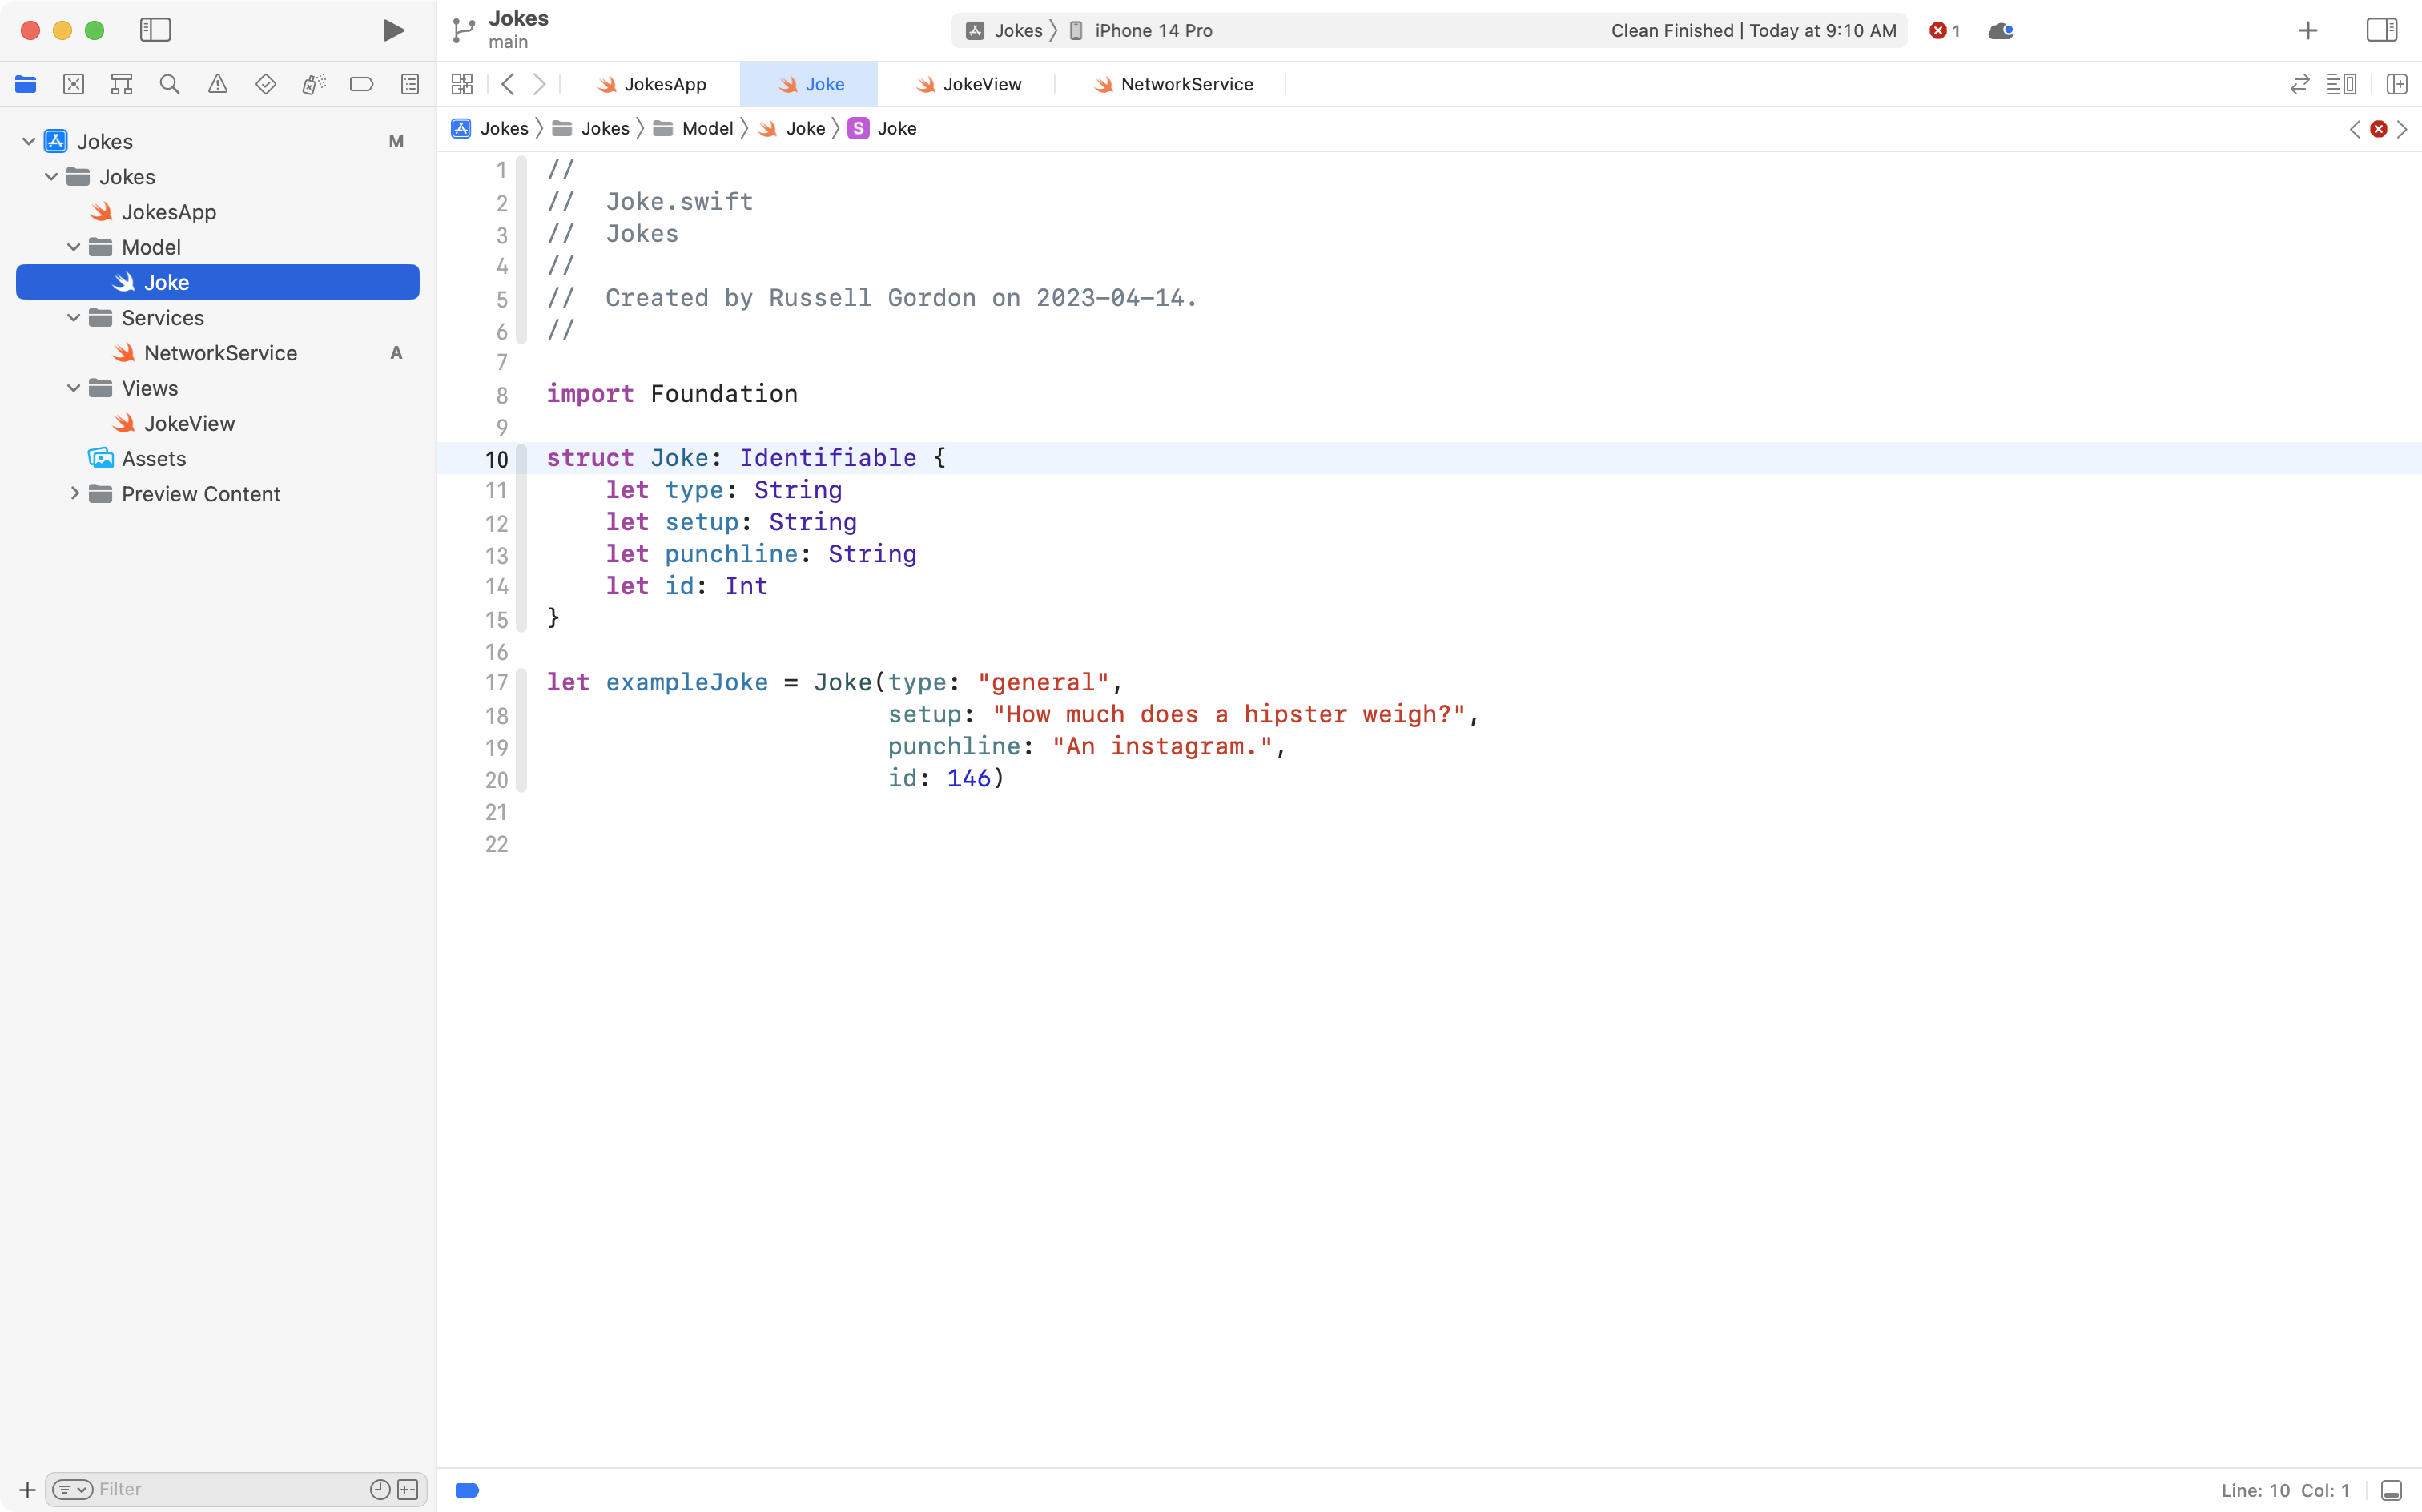 Jokes
main
Jokes iPhone 14 Pro Clean Finished | Today at 9:10 AM 1
JokesApp Joke JokeView NetworkService
Jokes Jokes Model Joke S Joke
Jokes M
Jokes
JokesApp
Model
Joke
Services
NetworkService A
Views
JokeView
Assets
Preview Content
1 //
2 //  Joke.swift
3 //  Jokes
4 //
5 //  Created by Russell Gordon on 2023-04-14.
6 //
7
8 import Foundation
9
10 struct Joke: Identifiable {
11     let type: String
12     let setup: String
13     let punchline: String
14     let id: Int
15 }
16
17 let exampleJoke = Joke(type: "general",
18                        setup: "How much does a hipster weigh?",
19                        punchline: "An instagram.",
20                        id: 146)
21
22
Filter
Line: 10 Col: 1